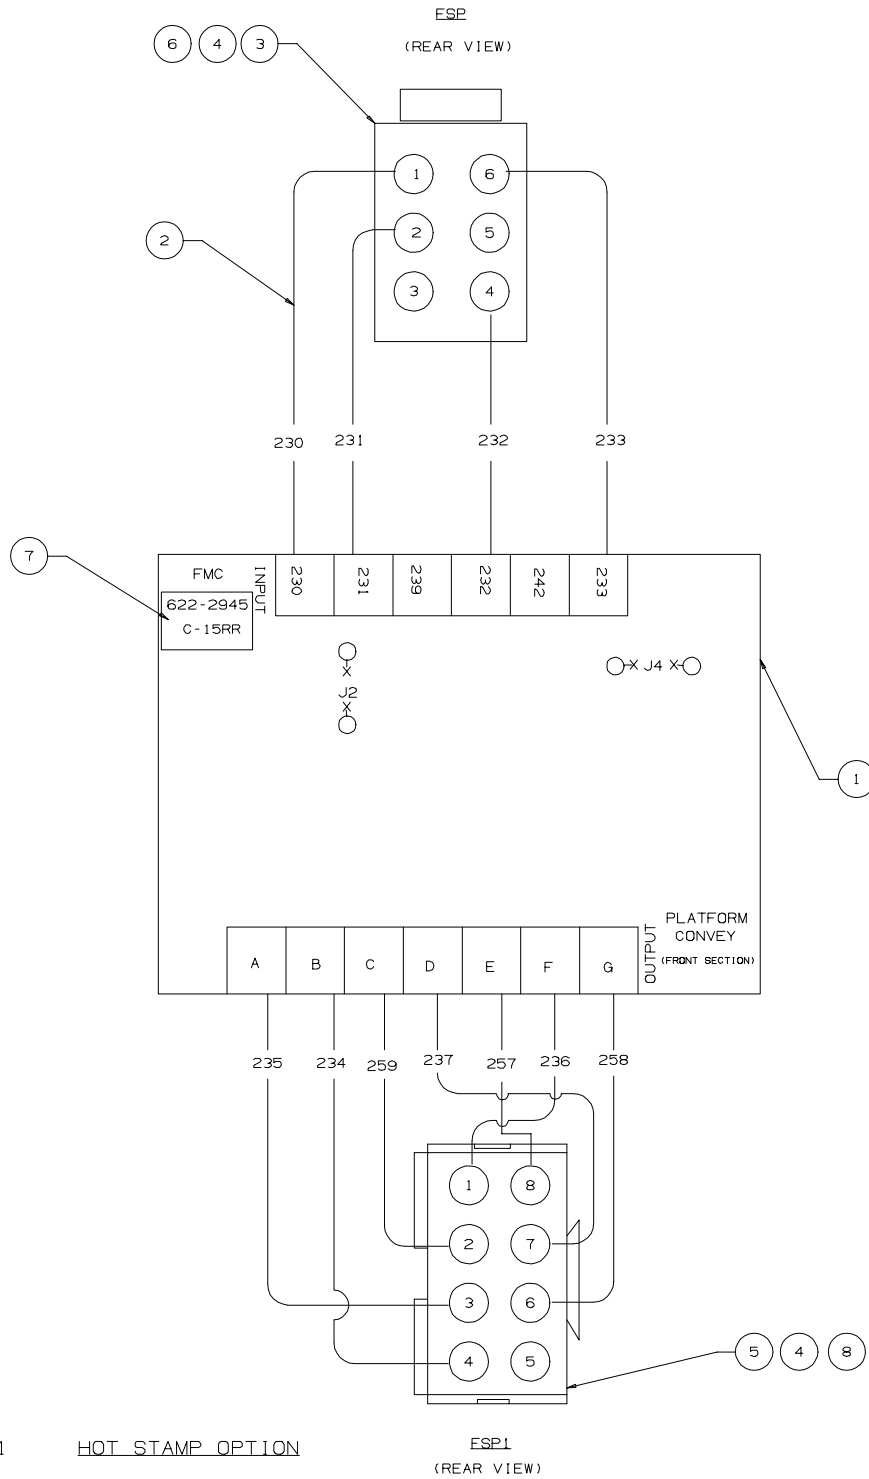 FSP
(REAR VIEW)
6 4 3
1 6
2 5
3 4
2
230 231 232 233
7
FMC
622-2945
C-15RR
INPUT
230 231 239 232 242 233
X
J2
X
X J4 X
1
PLATFORM
CONVEY
(FRONT SECTION)
OUTPUT
A B C D E F G
235 234 259 237 257 236 258
1 8
2 7
3 6
4 5
5 4 8
1 HOT STAMP OPTION
FSP1
(REAR VIEW)